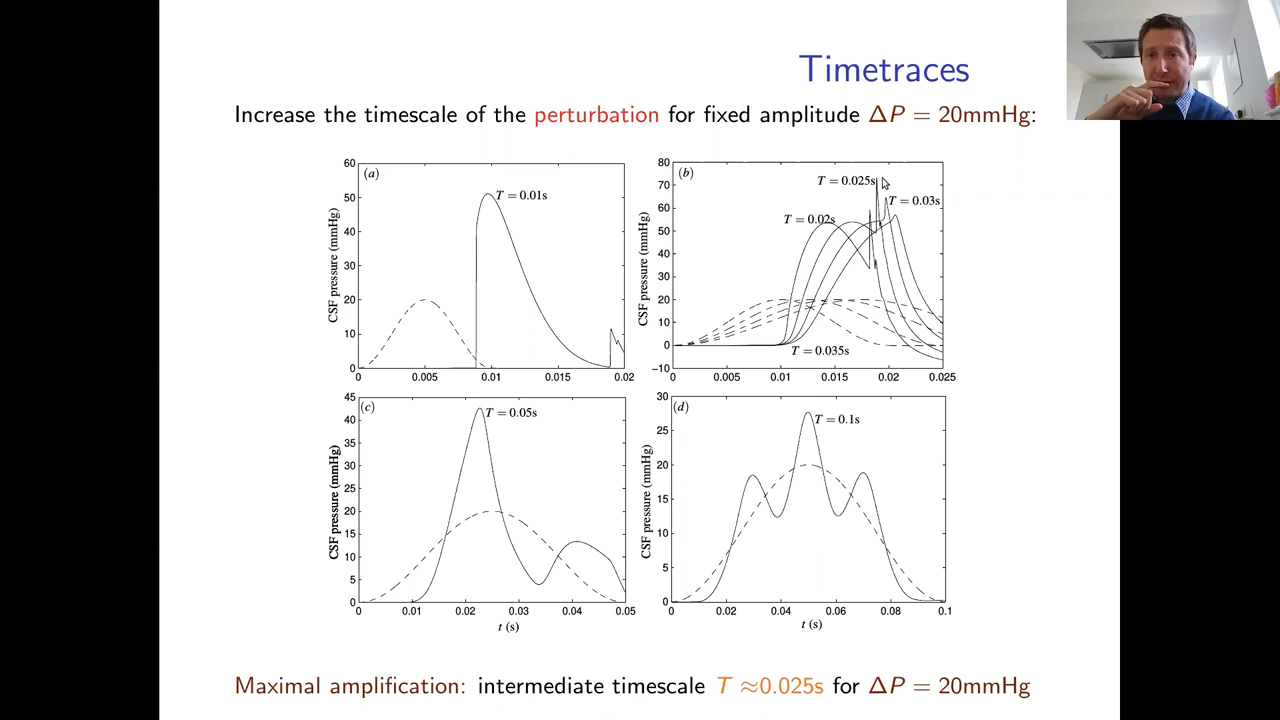 Timetraces
Increase the timescale of the perturbation for fixed amplitude ΔP = 20mmHg:
(a)
T = 0.01s
CSF pressure (mmHg)
60
50
40
30
20
10
0
0 0.005 0.01 0.015 0.02
(b)
T = 0.025s
T = 0.03s
T = 0.02s
T = 0.035s
CSF pressure (mmHg)
80
70
60
50
40
30
20
10
0
−10
0 0.005 0.01 0.015 0.02 0.025
(c)
T = 0.05s
CSF pressure (mmHg)
45
40
35
30
25
20
15
10
5
0
0 0.01 0.02 0.03 0.04 0.05
t (s)
(d)
T = 0.1s
CSF pressure (mmHg)
30
25
20
15
10
5
0
0 0.02 0.04 0.06 0.08 0.1
t (s)
Maximal amplification: intermediate timescale T ≈0.025s for ΔP = 20mmHg